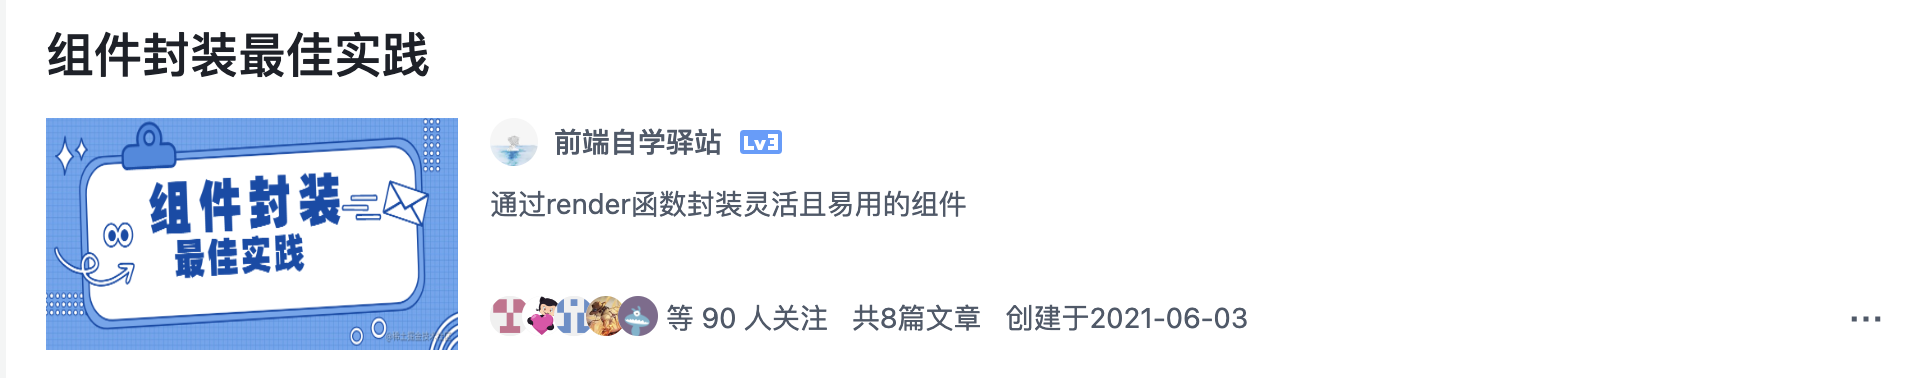 组件封装最佳实践
组件封装
最佳实践
前端自学驿站 Lv3
通过render函数封装灵活且易用的组件
等 90 人关注 共8篇文章 创建于2021-06-03